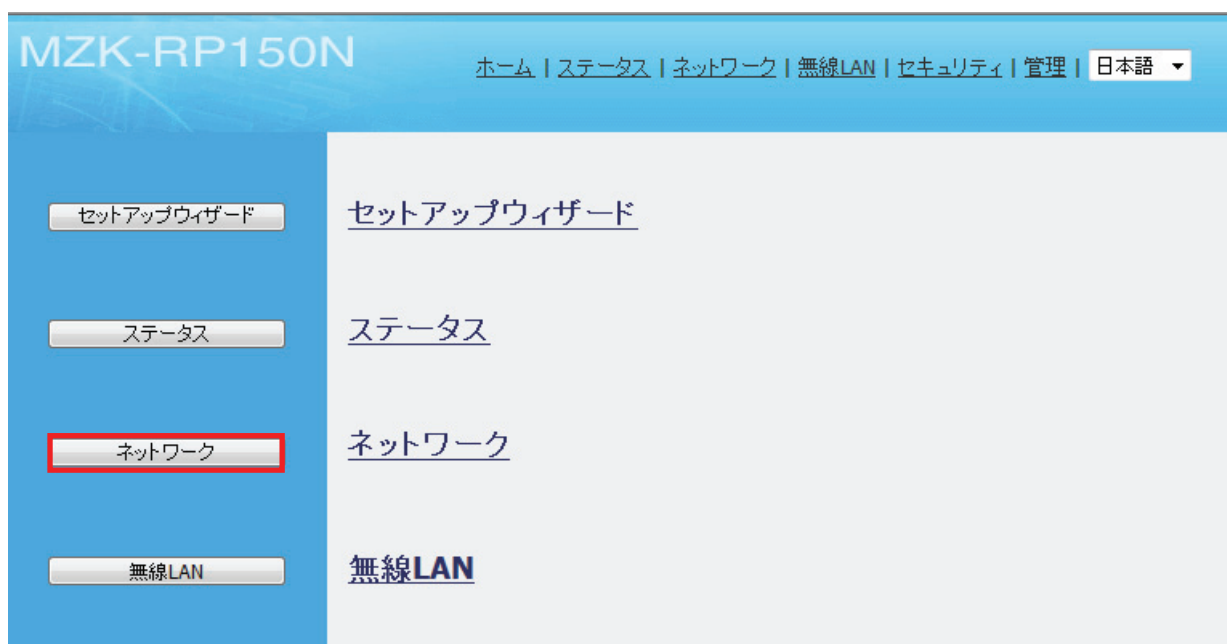 MZK-RP150N
ホーム | ステータス | ネットワーク | 無線LAN | セキュリティ | 管理 | 日本語
セットアップウィザード セットアップウィザード
ステータス ステータス
ネットワーク ネットワーク
無線LAN 無線LAN